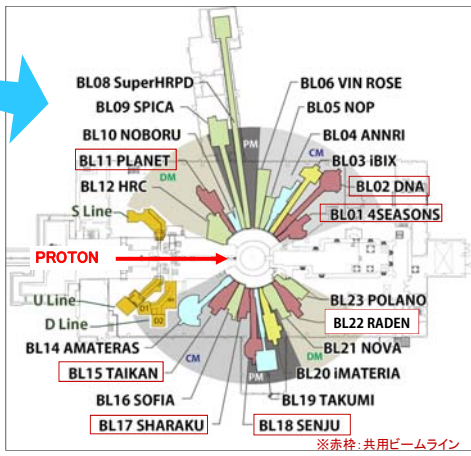 BL08 SuperHRPD
BL09 SPICA
BL10 NOBORU
BL11 PLANET
BL12 HRC
BL06 VIN ROSE
BL05 NOP
BL04 ANNRI
BL03 iBIX
BL02 DNA
BL01 4SEASONS
PM
CM
DM
S Line
PROTON
U Line
D1
D2
D Line
BL14 AMATERAS
BL15 TAIKAN
BL16 SOFIA
BL17 SHARAKU
CM
PM
DM
BL23 POLANO
BL22 RADEN
BL21 NOVA
BL20 iMATERIA
BL19 TAKUMI
BL18 SENJU
※赤枠：共用ビームライン